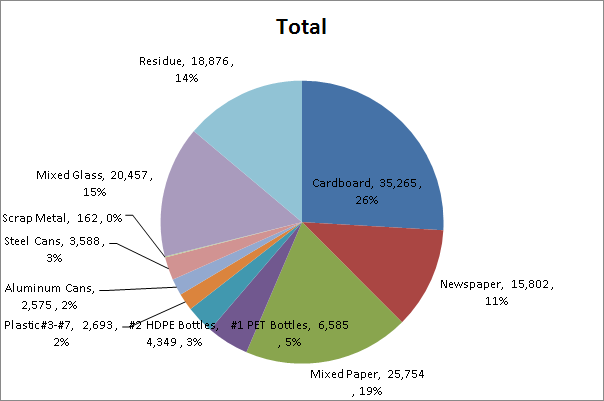 Total
Residue, 18,876 ,
14%
Cardboard, 35,265 ,
26%
Mixed Glass, 20,457 ,
15%
Scrap Metal, 162 , 0%
Steel Cans, 3,588 ,
3%
Newspaper, 15,802 ,
11%
Aluminum Cans,
2,575 , 2%
Plastic#3-#7, 2,693 ,
2%
#2 HDPE Bottles,
4,349 , 3%
#1 PET Bottles, 6,585
, 5%
Mixed Paper, 25,754
, 19%